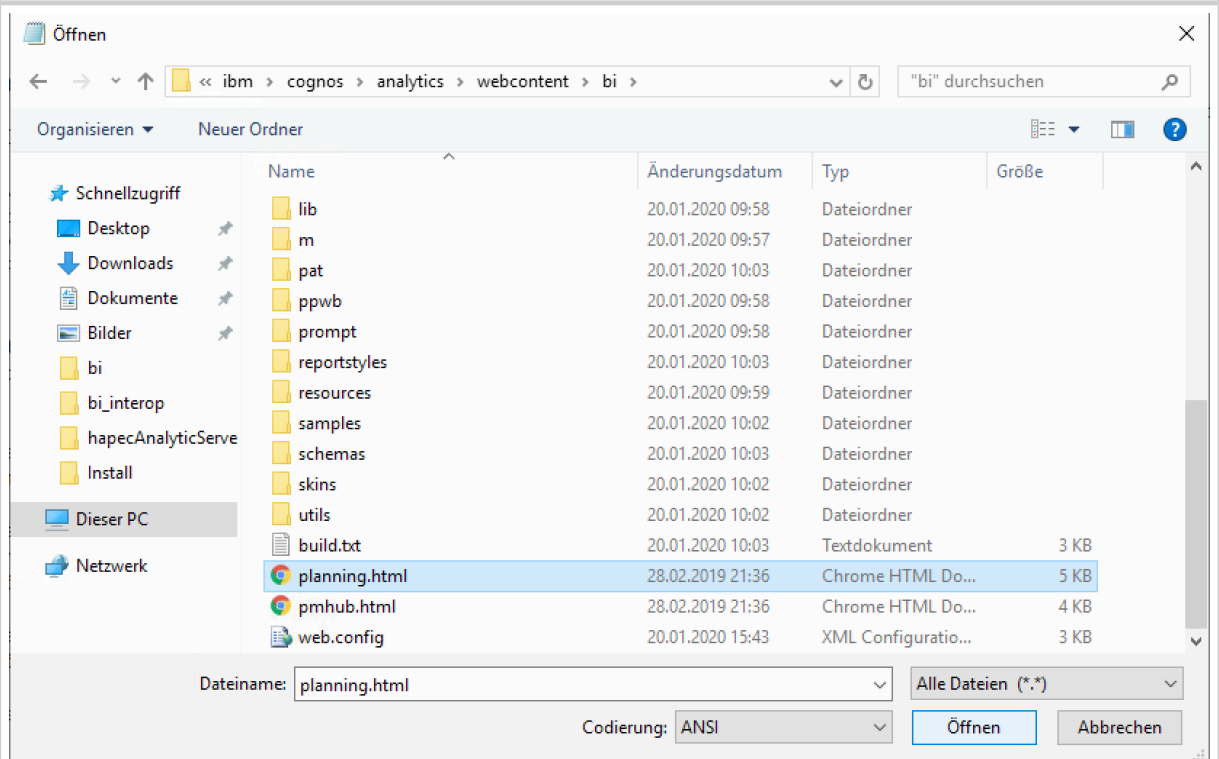 Öffnen
« ibm › cognos › analytics › webcontent › bi › "bi" durchsuchen
Organisieren Neuer Ordner ?
Name Änderungsdatum Typ Größe
Schnellzugriff
Desktop
Downloads
Dokumente
Bilder
bi
bi_interop
hapecAnalyticServe
Install
Dieser PC
Netzwerk
lib 20.01.2020 09:58 Dateiordner
m 20.01.2020 09:57 Dateiordner
pat 20.01.2020 10:03 Dateiordner
ppwb 20.01.2020 09:58 Dateiordner
prompt 20.01.2020 09:58 Dateiordner
reportstyles 20.01.2020 10:03 Dateiordner
resources 20.01.2020 09:59 Dateiordner
samples 20.01.2020 10:02 Dateiordner
schemas 20.01.2020 10:03 Dateiordner
skins 20.01.2020 10:02 Dateiordner
utils 20.01.2020 10:02 Dateiordner
build.txt 20.01.2020 10:03 Textdokument 3 KB
planning.html 28.02.2019 21:36 Chrome HTML Do... 5 KB
pmhub.html 28.02.2019 21:36 Chrome HTML Do... 4 KB
web.config 20.01.2020 15:43 XML Configuratio... 3 KB
Dateiname: planning.html Alle Dateien (*.*)
Codierung: ANSI Öffnen Abbrechen